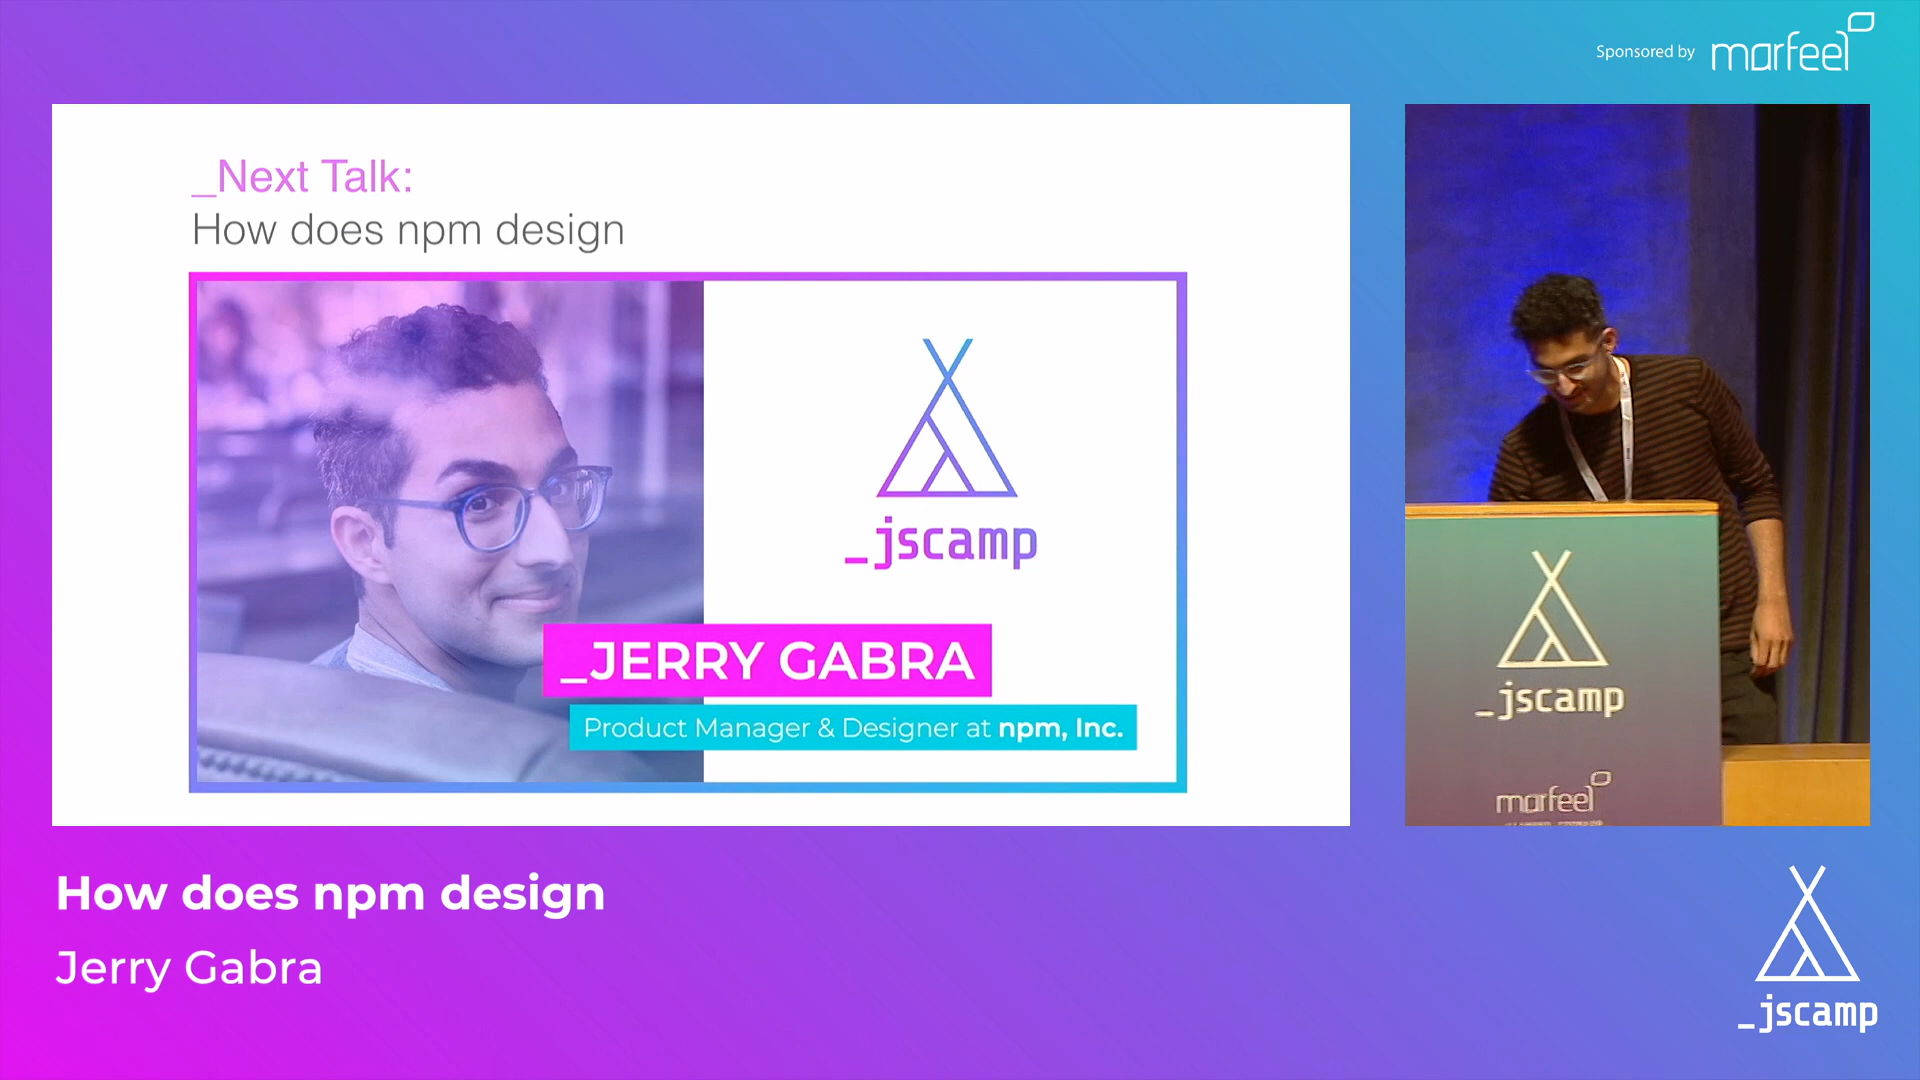 Sponsored by marfeel
_Next Talk:
How does npm design
_jscamp
_JERRY GABRA
Product Manager & Designer at npm, Inc.
_jscamp
marfeel
How does npm design
Jerry Gabra
_jscamp